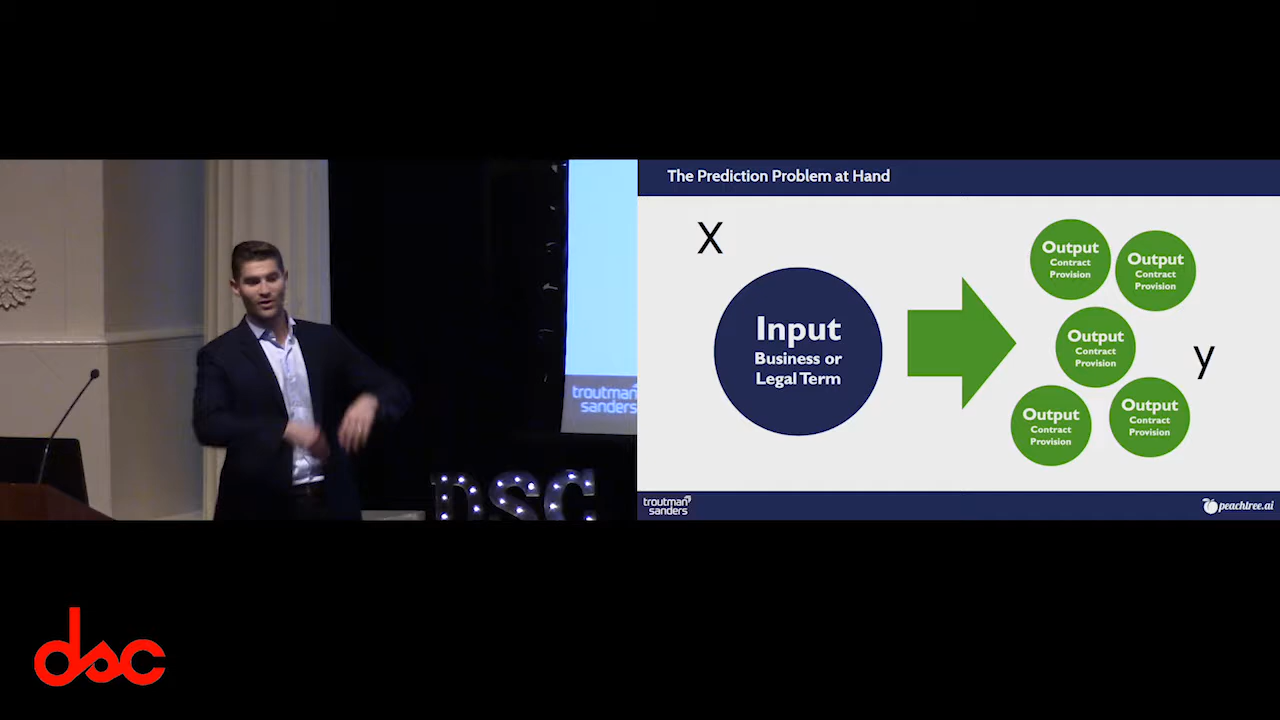 The Prediction Problem at Hand
X
Input
Business or
Legal Term
Output
Contract
Provision
Output
Contract
Provision
Output
Contract
Provision
y
Output
Contract
Provision
Output
Contract
Provision
troutman
sanders
DSC
troutman
sanders
peachtree.ai
dsc